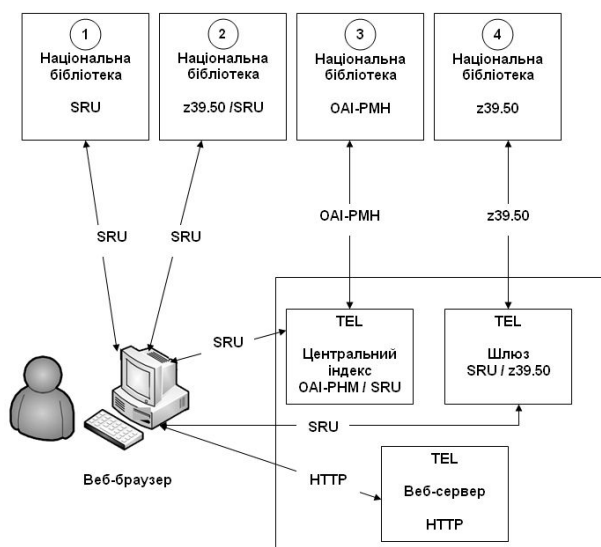 1
Національна
бібліотека
SRU
2
Національна
бібліотека
z39.50 /SRU
3
Національна
бібліотека
OAI-PMH
4
Національна
бібліотека
z39.50
OAI-PMH
z39.50
SRU
SRU
TEL
Центральний
індекс
OAI-PHM / SRU
TEL
Шлюз
SRU / z39.50
SRU
SRU
HTTP
TEL
Веб-сервер
HTTP
Веб-браузер